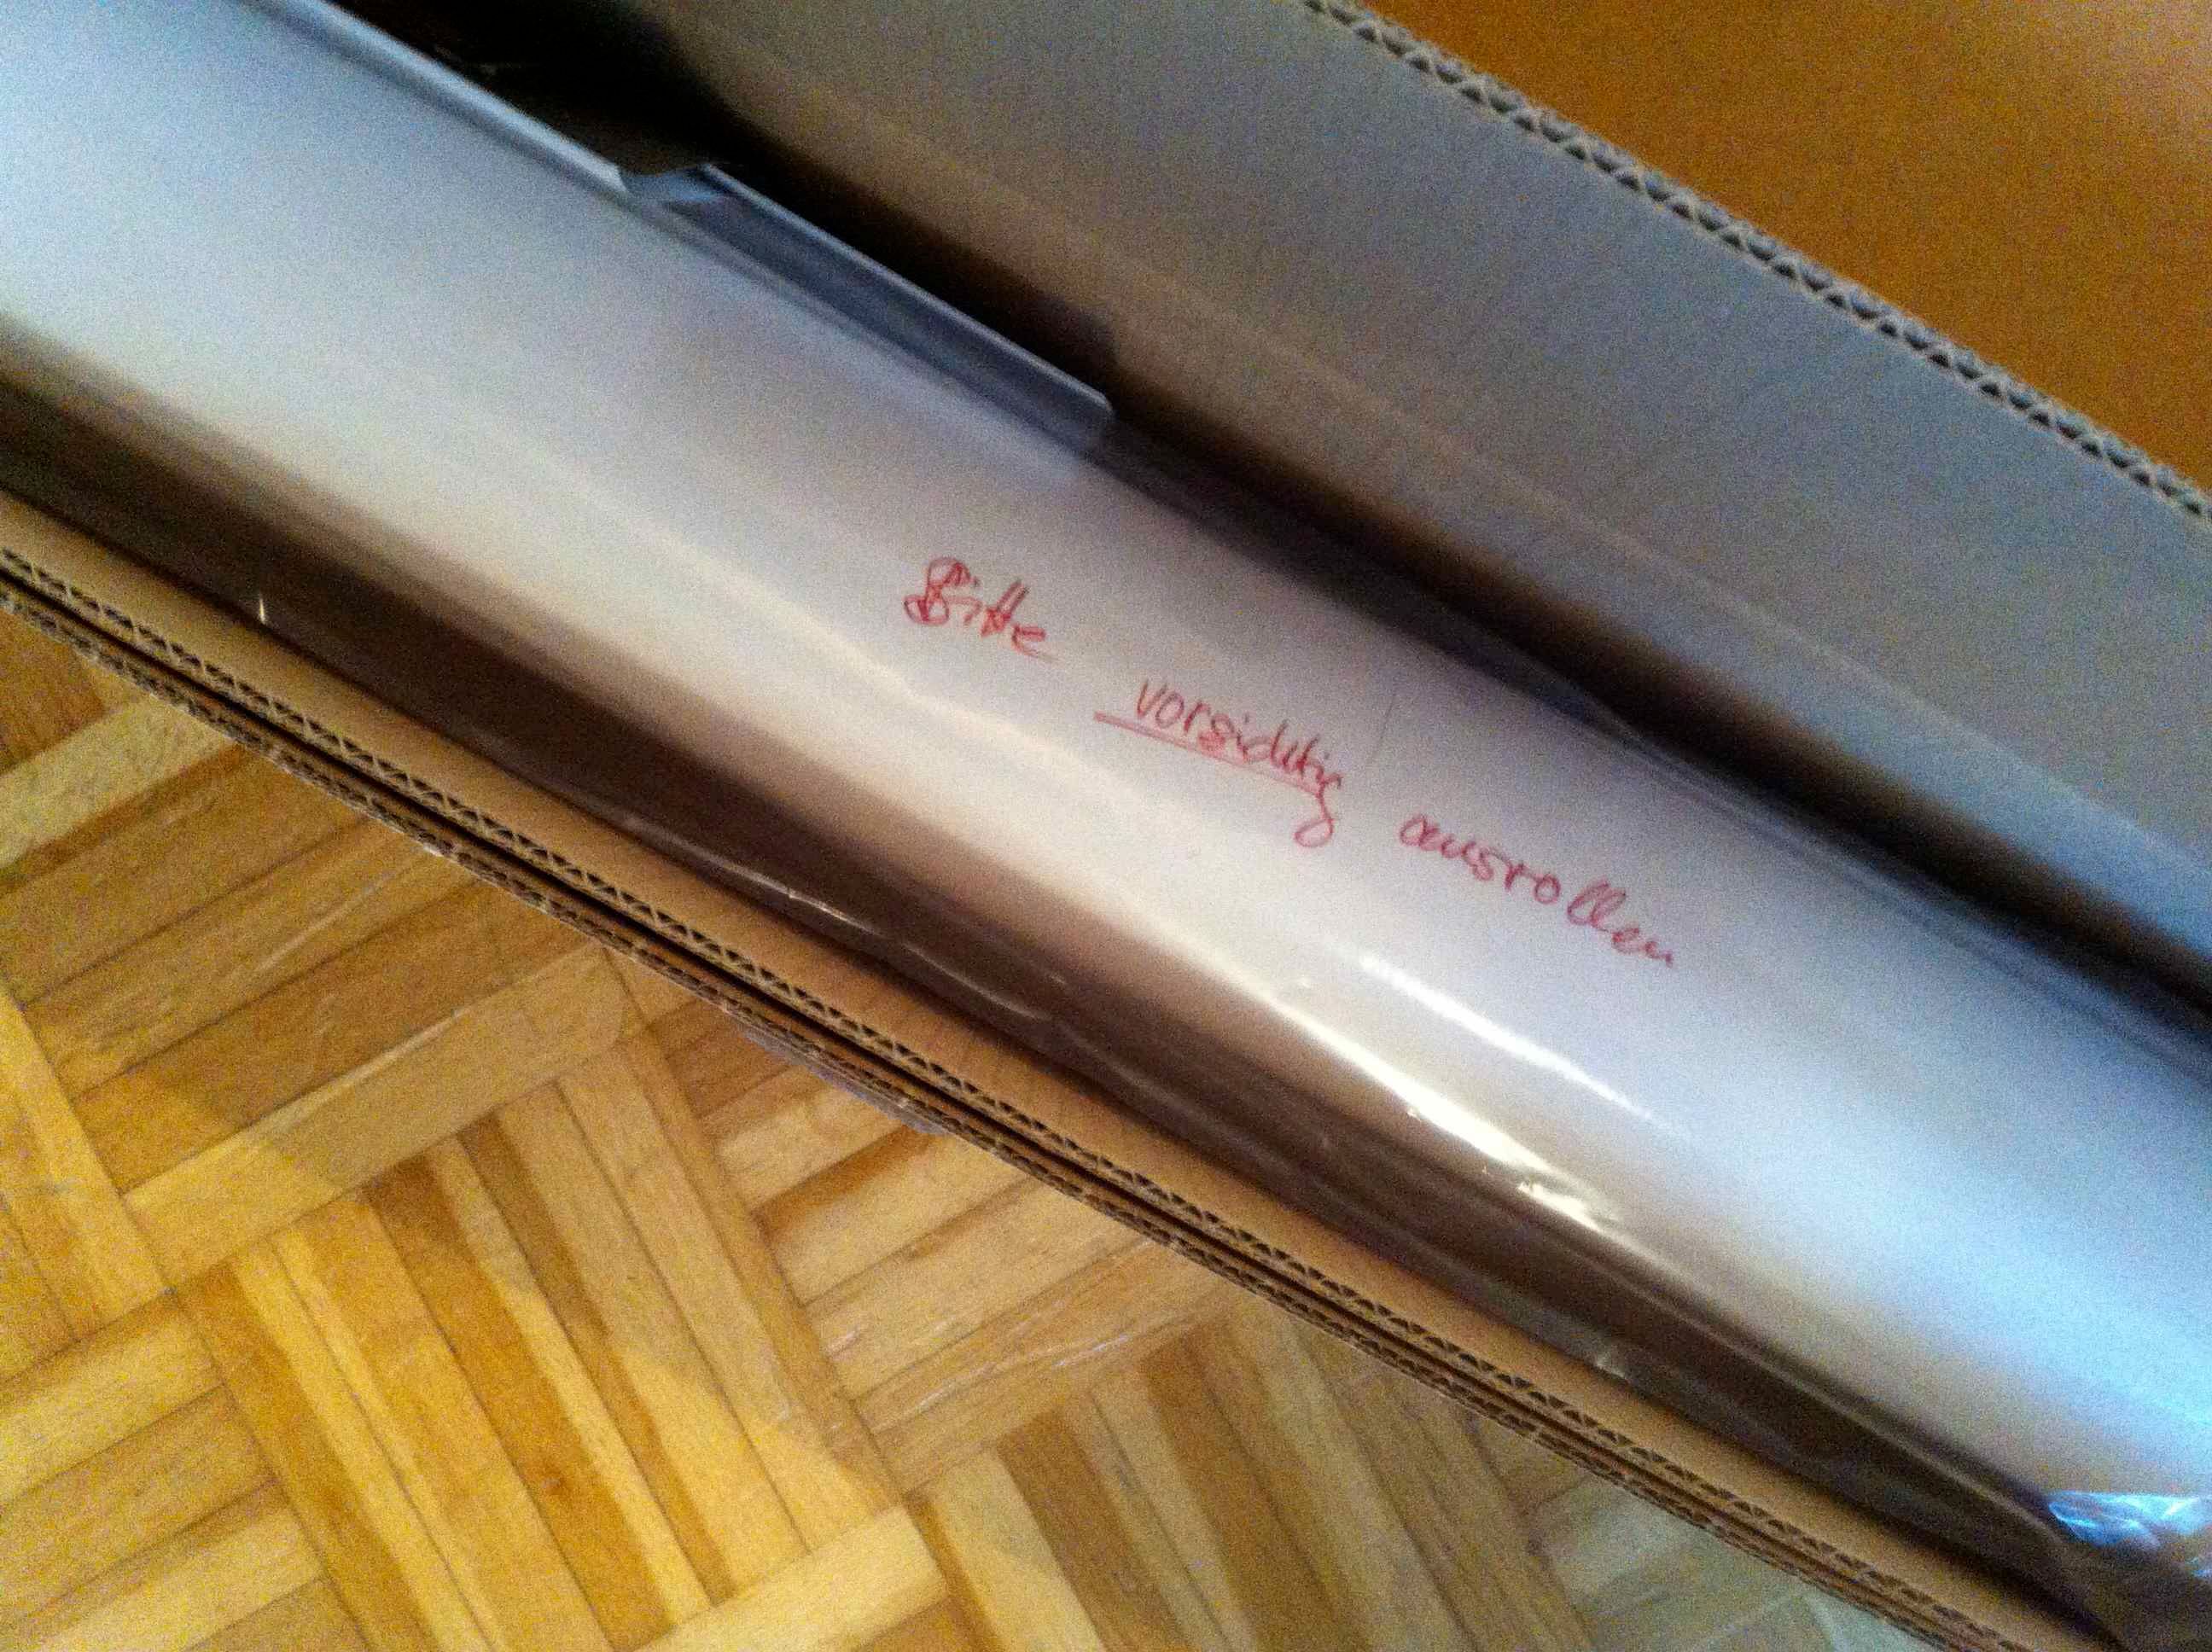 Bitte vorsichtig ausrollen